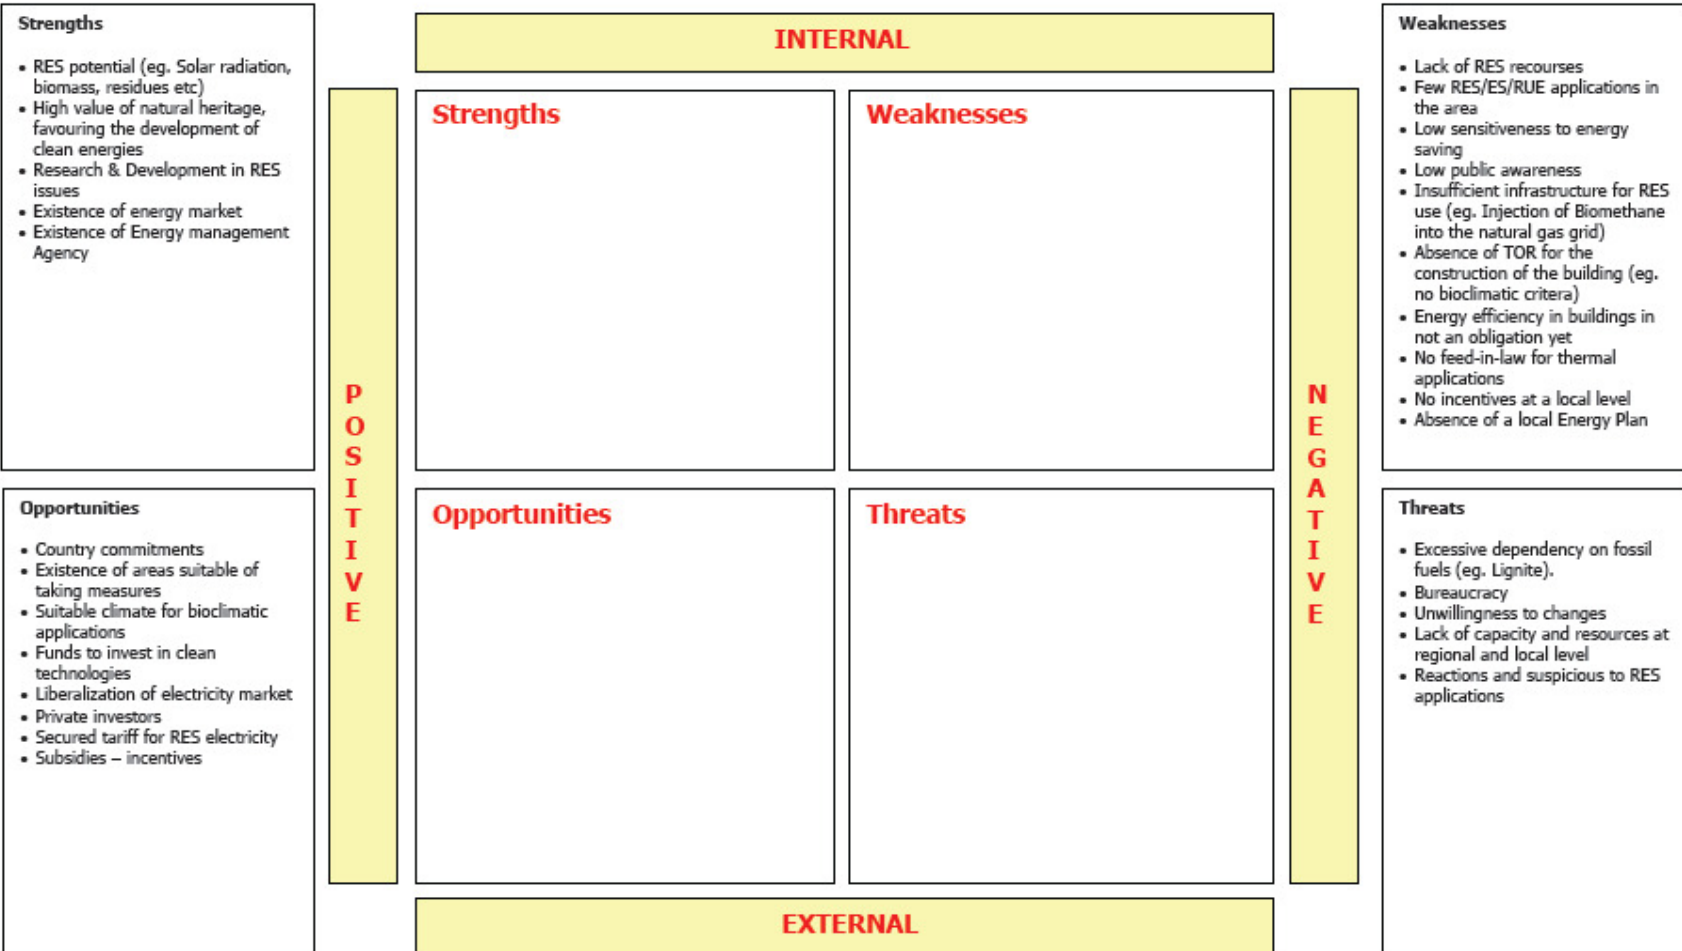 Strengths
• RES potential (eg. Solar radiation,
biomass, residues etc)
• High value of natural heritage,
favouring the development of
clean energies
• Research & Development in RES
issues
• Existence of energy market
• Existence of Energy management
Agency
Opportunities
• Country commitments
• Existence of areas suitable of
taking measures
• Suitable climate for bioclimatic
applications
• Funds to invest in clean
technologies
• Liberalization of electricity market
• Private investors
• Secured tariff for RES electricity
• Subsidies – incentives
POSITIVE
INTERNAL
Strengths
Weaknesses
Opportunities
Threats
EXTERNAL
NEGATIVE
Weaknesses
• Lack of RES recourses
• Few RES/ES/RUE applications in
the area
• Low sensitiveness to energy
saving
• Low public awareness
• Insufficient infrastructure for RES
use (eg. Injection of Biomethane
into the natural gas grid)
• Absence of TOR for the
construction of the building (eg.
no bioclimatic critera)
• Energy efficiency in buildings in
not an obligation yet
• No feed-in-law for thermal
applications
• No incentives at a local level
• Absence of a local Energy Plan
Threats
• Excessive dependency on fossil
fuels (eg. Lignite).
• Bureaucracy
• Unwillingness to changes
• Lack of capacity and resources at
regional and local level
• Reactions and suspicious to RES
applications